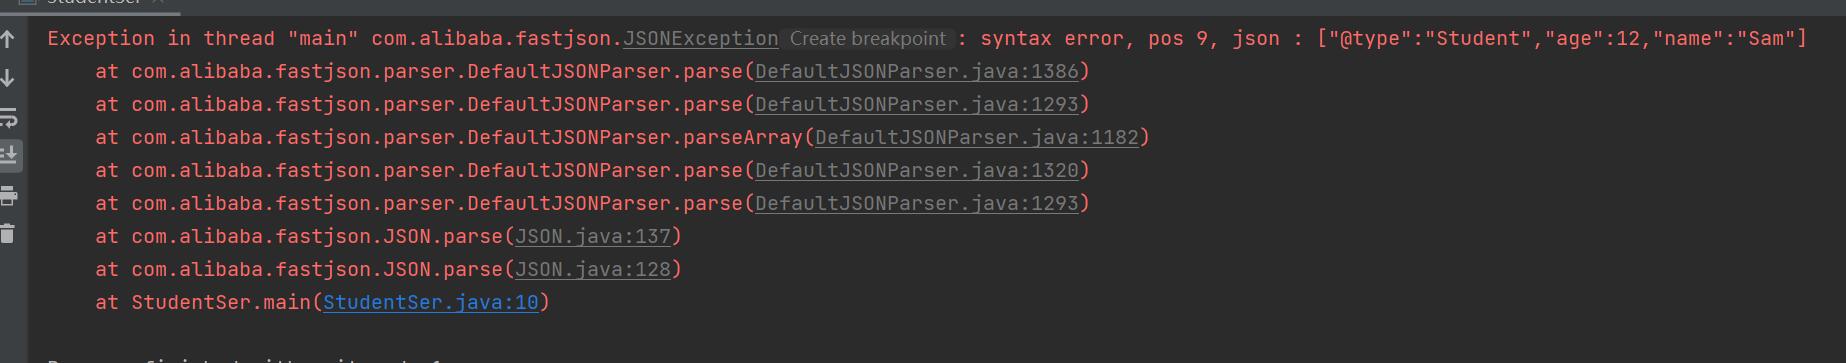 StudentSer
Exception in thread "main" com.alibaba.fastjson.JSONException Create breakpoint : syntax error, pos 9, json : ["@type":"Student","age":12,"name":"Sam"]
at com.alibaba.fastjson.parser.DefaultJSONParser.parse(DefaultJSONParser.java:1386)
at com.alibaba.fastjson.parser.DefaultJSONParser.parse(DefaultJSONParser.java:1293)
at com.alibaba.fastjson.parser.DefaultJSONParser.parseArray(DefaultJSONParser.java:1182)
at com.alibaba.fastjson.parser.DefaultJSONParser.parse(DefaultJSONParser.java:1320)
at com.alibaba.fastjson.parser.DefaultJSONParser.parse(DefaultJSONParser.java:1293)
at com.alibaba.fastjson.JSON.parse(JSON.java:137)
at com.alibaba.fastjson.JSON.parse(JSON.java:128)
at StudentSer.main(StudentSer.java:10)